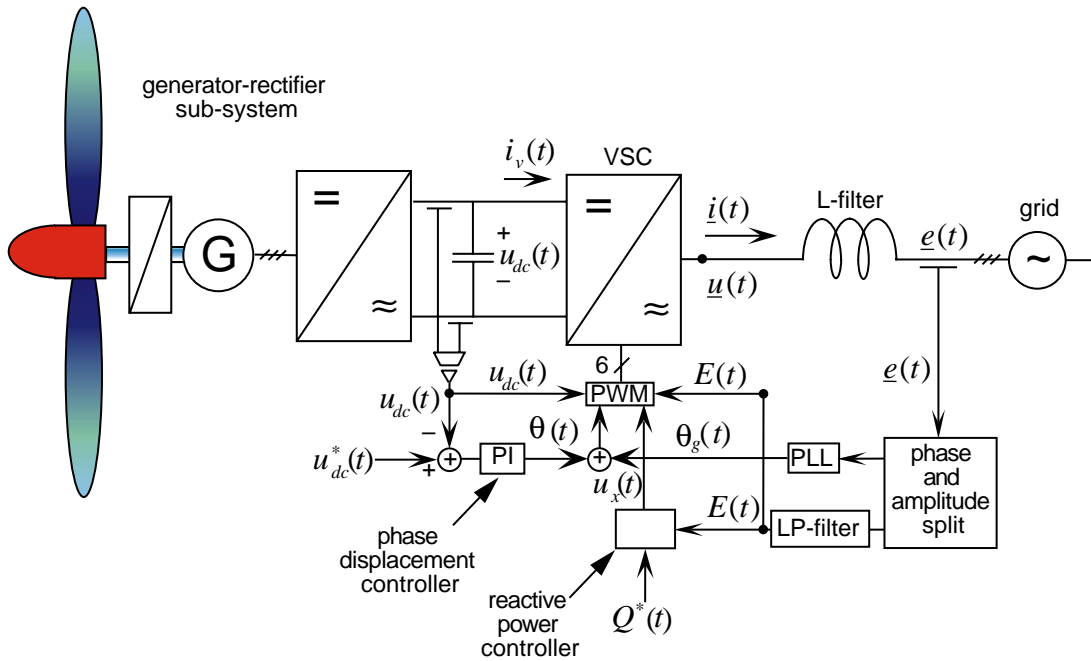 generator-rectifier
sub-system
i_v(t)
VSC
L-filter
grid
=
=
i(t)
e(t)
G
+
u_dc(t)
−
u(t)
~
≈
≈
6
e(t)
u_dc(t)
PWM
E(t)
u_dc(t)
−
θ(t)
θ_g(t)
u*_dc(t)
+
+
PI
+
PLL
phase
and
amplitude
split
u_x(t)
E(t)
LP-filter
phase
displacement
controller
reactive
power
controller
Q*(t)